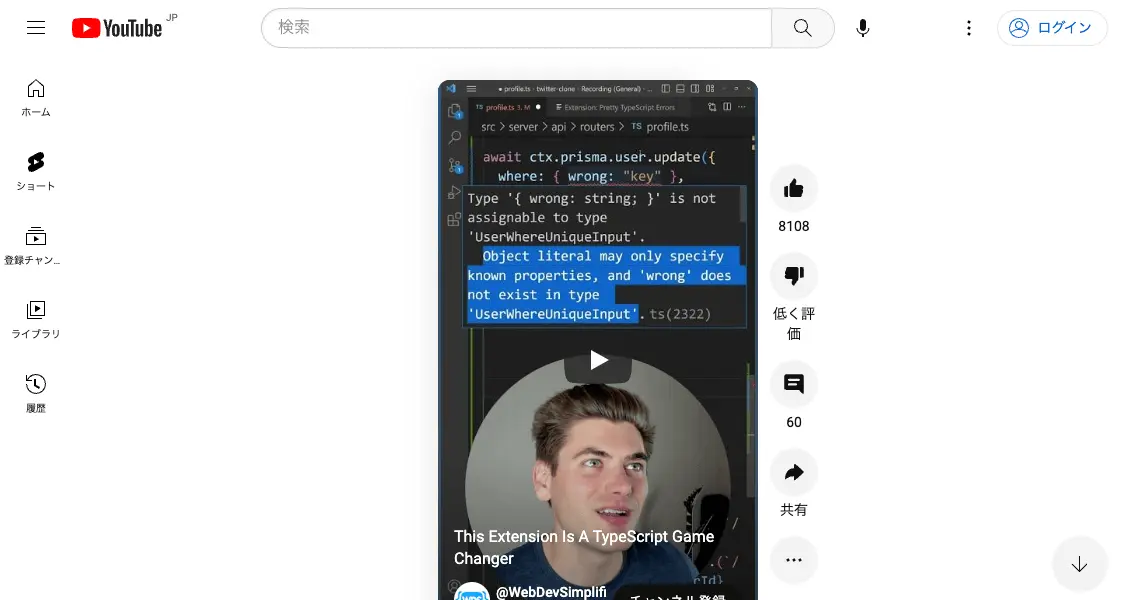 YouTube JP
検索
ログイン
ホーム
ショート
登録チャン...
ライブラリ
履歴
profile.ts - twitter-clone - Recording (General) - ...
TS profile.ts 3, M
Extension: Pretty TypeScript Errors
src > server > api > routers > TS profile.ts
await ctx.prisma.user.update({
where: { wrong: "key" },
Type '{ wrong: string; }' is not
assignable to type
'UserWhereUniqueInput'.
Object literal may only specify
known properties, and 'wrong' does
not exist in type
'UserWhereUniqueInput'. ts(2322)
This Extension Is A TypeScript Game
Changer
WDS
@WebDevSimplifi
チャンネル登録
8108
低く評
価
60
共有